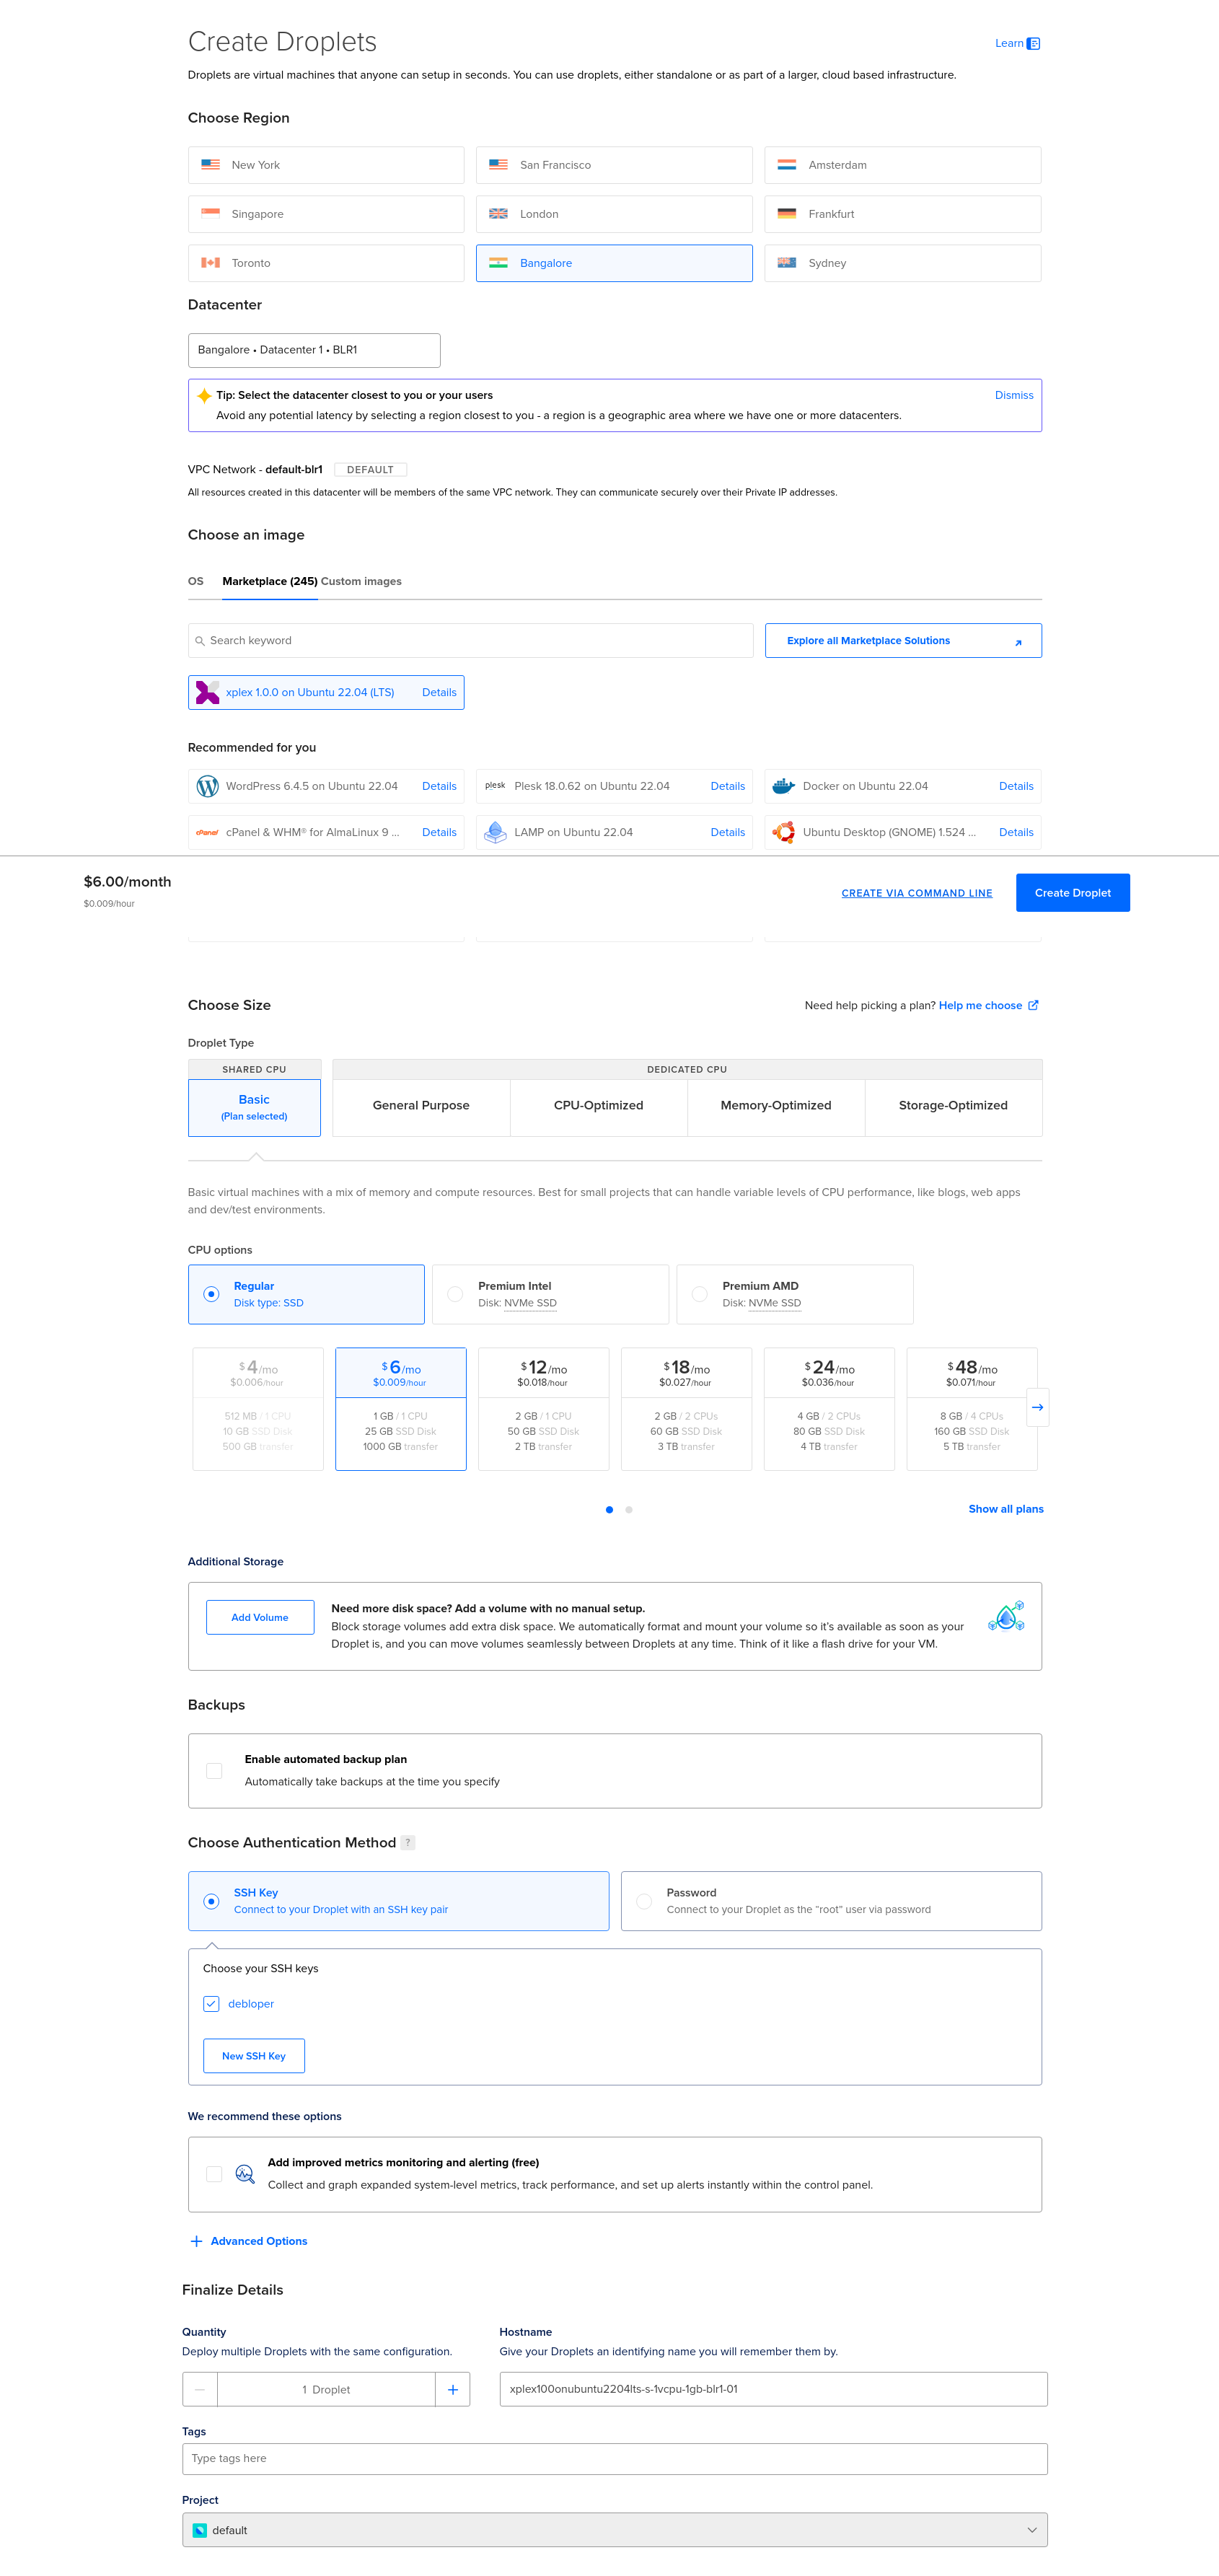 Create Droplets
Learn
Droplets are virtual machines that anyone can setup in seconds. You can use droplets, either standalone or as part of a larger, cloud based infrastructure.
Choose Region
New York
San Francisco
Amsterdam
Singapore
London
Frankfurt
Toronto
Bangalore
Sydney
Datacenter
Bangalore • Datacenter 1 • BLR1
Tip: Select the datacenter closest to you or your users
Dismiss
Avoid any potential latency by selecting a region closest to you - a region is a geographic area where we have one or more datacenters.
VPC Network - default-blr1 DEFAULT
All resources created in this datacenter will be members of the same VPC network. They can communicate securely over their Private IP addresses.
Choose an image
OS Marketplace (245) Custom images
Search keyword
Explore all Marketplace Solutions
xplex 1.0.0 on Ubuntu 22.04 (LTS) Details
Recommended for you
WordPress 6.4.5 on Ubuntu 22.04 Details
plesk Plesk 18.0.62 on Ubuntu 22.04 Details
Docker on Ubuntu 22.04 Details
cPanel cPanel & WHM® for AlmaLinux 9 ... Details
LAMP on Ubuntu 22.04 Details
Ubuntu Desktop (GNOME) 1.524 ... Details
$6.00/month
$0.009/hour
CREATE VIA COMMAND LINE
Create Droplet
Choose Size
Need help picking a plan? Help me choose
Droplet Type
SHARED CPU
DEDICATED CPU
Basic
(Plan selected)
General Purpose
CPU-Optimized
Memory-Optimized
Storage-Optimized
Basic virtual machines with a mix of memory and compute resources. Best for small projects that can handle variable levels of CPU performance, like blogs, web apps
and dev/test environments.
CPU options
Regular
Disk type: SSD
Premium Intel
Disk: NVMe SSD
Premium AMD
Disk: NVMe SSD
$ 4/mo
$0.006/hour
512 MB / 1 CPU
10 GB SSD Disk
500 GB transfer
$ 6/mo
$0.009/hour
1 GB / 1 CPU
25 GB SSD Disk
1000 GB transfer
$ 12/mo
$0.018/hour
2 GB / 1 CPU
50 GB SSD Disk
2 TB transfer
$ 18/mo
$0.027/hour
2 GB / 2 CPUs
60 GB SSD Disk
3 TB transfer
$ 24/mo
$0.036/hour
4 GB / 2 CPUs
80 GB SSD Disk
4 TB transfer
$ 48/mo
$0.071/hour
8 GB / 4 CPUs
160 GB SSD Disk
5 TB transfer
Show all plans
Additional Storage
Add Volume
Need more disk space? Add a volume with no manual setup.
Block storage volumes add extra disk space. We automatically format and mount your volume so it’s available as soon as your
Droplet is, and you can move volumes seamlessly between Droplets at any time. Think of it like a flash drive for your VM.
Backups
Enable automated backup plan
Automatically take backups at the time you specify
Choose Authentication Method ?
SSH Key
Connect to your Droplet with an SSH key pair
Password
Connect to your Droplet as the “root” user via password
Choose your SSH keys
debloper
New SSH Key
We recommend these options
Add improved metrics monitoring and alerting (free)
Collect and graph expanded system-level metrics, track performance, and set up alerts instantly within the control panel.
Advanced Options
Finalize Details
Quantity
Deploy multiple Droplets with the same configuration.
1 Droplet
Hostname
Give your Droplets an identifying name you will remember them by.
xplex100onubuntu2204lts-s-1vcpu-1gb-blr1-01
Tags
Type tags here
Project
default